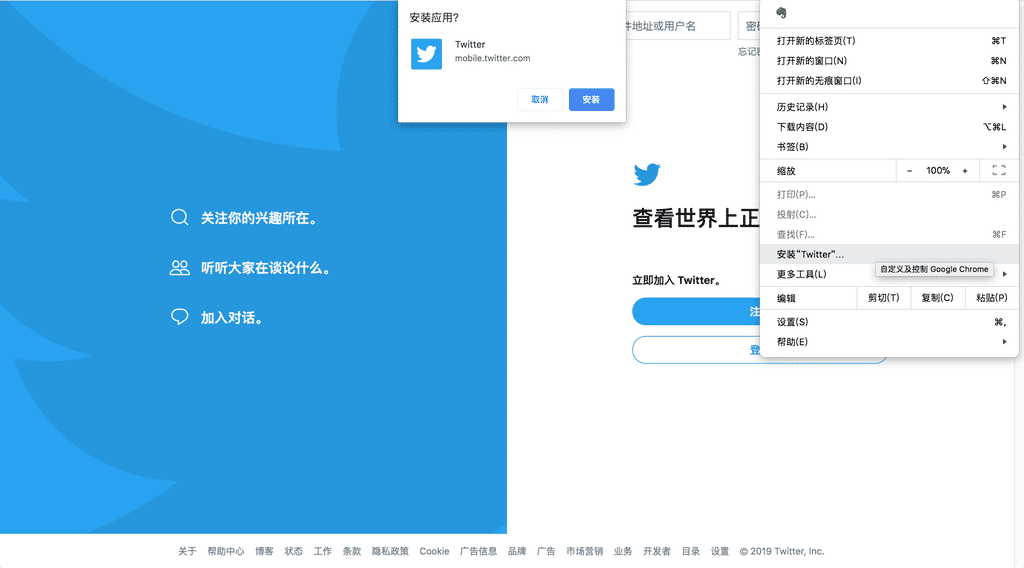 安装应用?
Twitter
mobile.twitter.com
取消
安装
件地址或用户名
忘记
关注你的兴趣所在。
听听大家在谈论什么。
加入对话。
查看世界上正
立即加入 Twitter。
注
登
打开新的标签页(T) ⌘T
打开新的窗口(N) ⌘N
打开新的无痕窗口(I) ⇧⌘N
历史记录(H)
下载内容(D) ⌥⌘L
书签(B)
缩放 − 100% +
打印(P)... ⌘P
投射(C)...
查找(F)... ⌘F
安装“Twitter”...
自定义及控制 Google Chrome
更多工具(L)
编辑 剪切(T) 复制(C) 粘贴(P)
设置(S) ⌘,
帮助(E)
关于 帮助中心 博客 状态 工作 条款 隐私政策 Cookie 广告信息 品牌 广告 市场营销 业务 开发者 目录 设置 © 2019 Twitter, Inc.